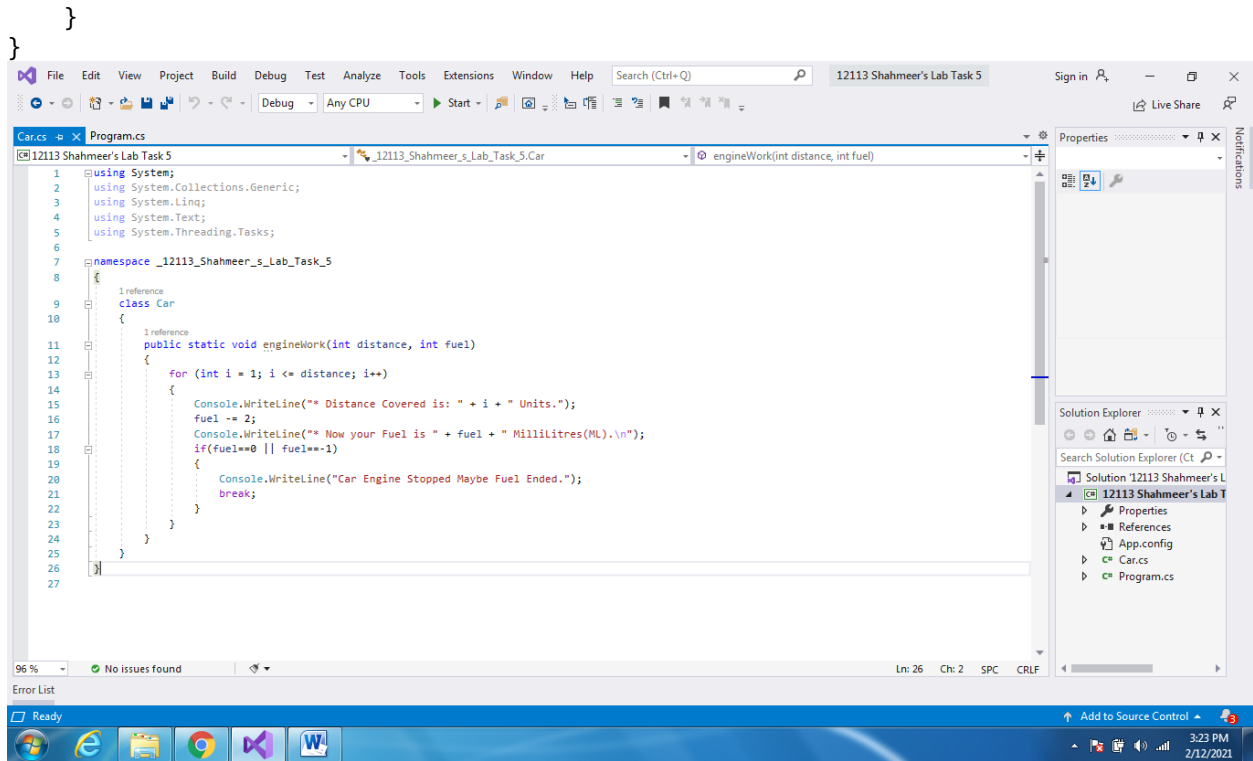 }
}
File Edit View Project Build Debug Test Analyze Tools Extensions Window Help Search (Ctrl+Q) 12113 Shahmeer's Lab Task 5 Sign in
Debug Any CPU Start Live Share
Car.cs Program.cs Properties Notifications
C# 12113 Shahmeer's Lab Task 5 _12113_Shahmeer_s_Lab_Task_5.Car engineWork(int distance, int fuel)
1 using System;
2 using System.Collections.Generic;
3 using System.Linq;
4 using System.Text;
5 using System.Threading.Tasks;
6
7 namespace _12113_Shahmeer_s_Lab_Task_5
8 {
1 reference
9 class Car
10 {
1 reference
11 public static void engineWork(int distance, int fuel)
12 {
13 for (int i = 1; i <= distance; i++)
14 {
15 Console.WriteLine("* Distance Covered is: " + i + " Units.");
16 fuel -= 2;
17 Console.WriteLine("* Now your Fuel is " + fuel + " MilliLitres(ML).\n");
18 if(fuel==0 || fuel==-1)
19 {
20 Console.WriteLine("Car Engine Stopped Maybe Fuel Ended.");
21 break;
22 }
23 }
24 }
25 }
26 }
27
Solution Explorer
Search Solution Explorer (Ct
Solution '12113 Shahmeer's L
C# 12113 Shahmeer's Lab T
Properties
References
App.config
C# Car.cs
C# Program.cs
96 % No issues found Ln: 26 Ch: 2 SPC CRLF
Error List
Ready Add to Source Control 3
3:23 PM
2/12/2021